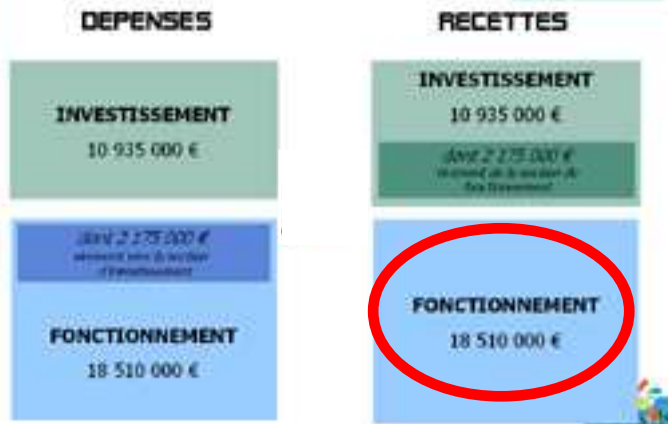 DEPENSES
INVESTISSEMENT
10 935 000 €
dont 2 175 000 €
FONCTIONNEMENT
18 510 000 €
RECETTES
INVESTISSEMENT
10 935 000 €
dont 2 175 000 €
fonctionnement
FONCTIONNEMENT
18 510 000 €